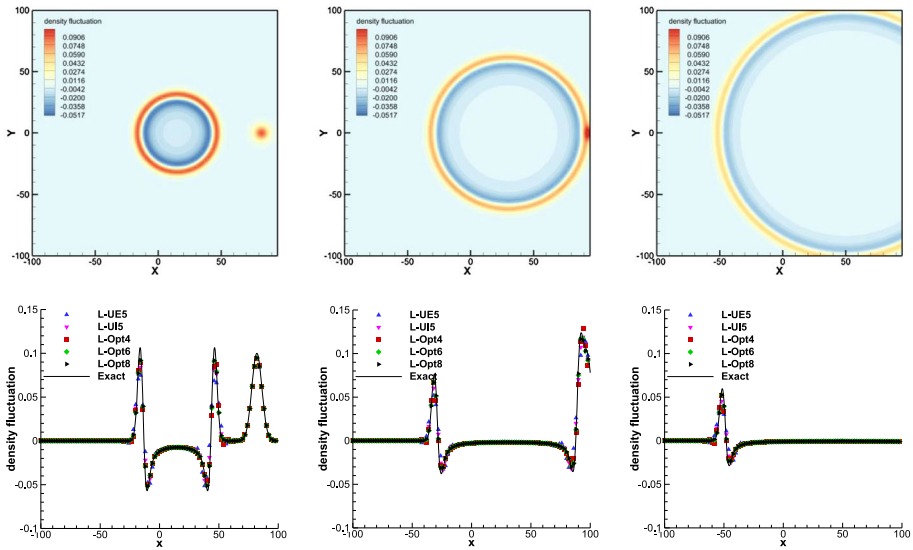 density fluctuation
0.0906
0.0748
0.0590
0.0432
0.0274
0.0116
-0.0042
-0.0200
-0.0358
-0.0517
100
50
0
-50
-100
Y
-100
-50
0
50
X
density fluctuation
0.0906
0.0748
0.0590
0.0432
0.0274
0.0116
-0.0042
-0.0200
-0.0358
-0.0517
100
50
0
-50
-100
Y
-100
-50
0
50
X
density fluctuation
0.0906
0.0748
0.0590
0.0432
0.0274
0.0116
-0.0042
-0.0200
-0.0358
-0.0517
100
50
0
-50
-100
Y
-100
-50
0
50
X
L-UE5
L-UI5
L-Opt4
L-Opt6
L-Opt8
Exact
0.15
0.1
0.05
0
-0.05
-0.1
density fluctuation
-100
-50
0
50
100
x
L-UE5
L-UI5
L-Opt4
L-Opt6
L-Opt8
Exact
0.15
0.1
0.05
0
-0.05
-0.1
density fluctuation
-100
-50
0
50
100
x
L-UE5
L-UI5
L-Opt4
L-Opt6
L-Opt8
Exact
0.15
0.1
0.05
0
-0.05
-0.1
density fluctuation
-100
-50
0
50
100
x